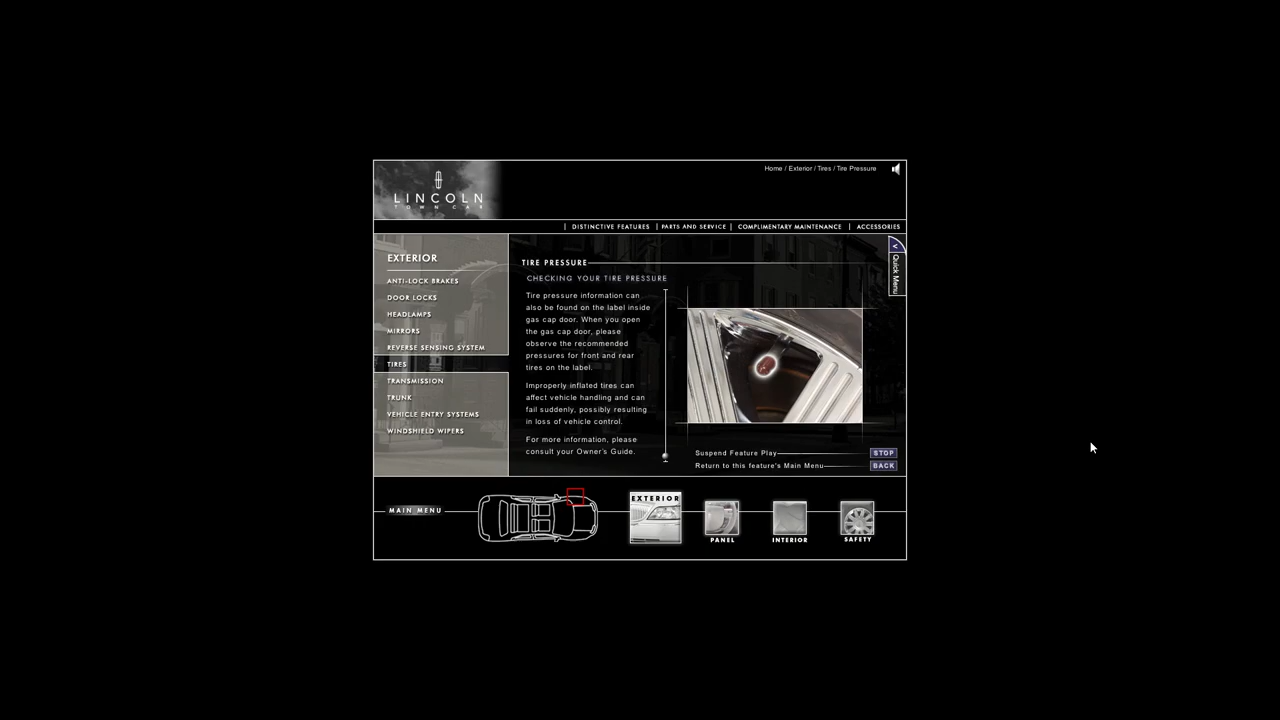 Home / Exterior / Tires / Tire Pressure
LINCOLN
TOWN CAR
DISTINCTIVE FEATURES
PARTS AND SERVICE
COMPLIMENTARY MAINTENANCE
ACCESSORIES
Quick Menu
EXTERIOR
ANTI-LOCK BRAKES
DOOR LOCKS
HEADLAMPS
MIRRORS
REVERSE SENSING SYSTEM
TIRES
TRANSMISSION
TRUNK
VEHICLE ENTRY SYSTEMS
WINDSHIELD WIPERS
TIRE PRESSURE
CHECKING YOUR TIRE PRESSURE
Tire pressure information can
also be found on the label inside
gas cap door. When you open
the gas cap door, please
observe the recommended
pressures for front and rear
tires on the label.
Improperly inflated tires can
affect vehicle handling and can
fail suddenly, possibly resulting
in loss of vehicle control.
For more information, please
consult your Owner's Guide.
Suspend Feature Play
STOP
Return to this feature's Main Menu
BACK
MAIN MENU
EXTERIOR
PANEL
INTERIOR
SAFETY